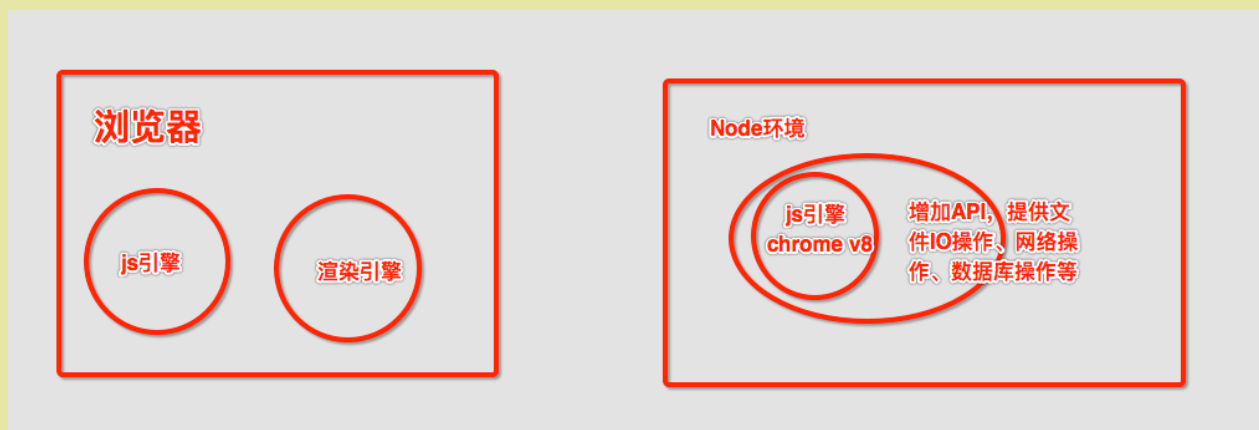 浏览器
js引擎
渲染引擎
Node环境
js引擎
chrome v8
增加API，提供文
件IO操作、网络操
作、数据库操作等